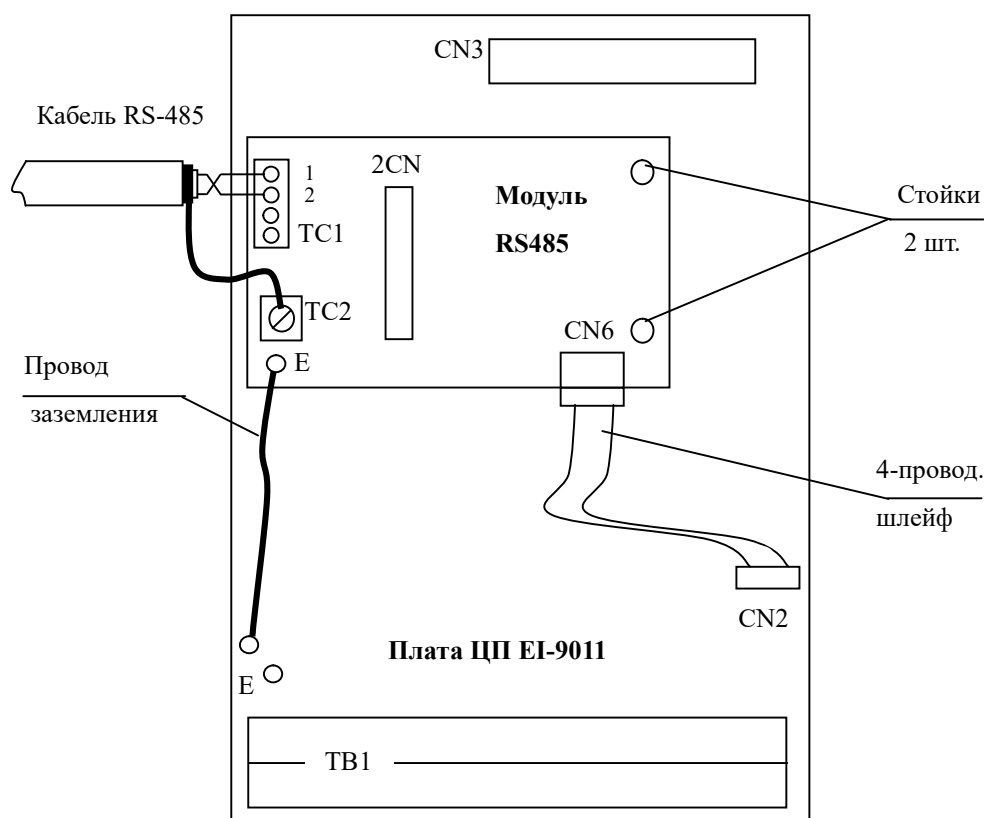 CN3
Кабель RS-485
1
2CN
2
Модуль
Стойки
TC1
RS485
2 шт.
TC2
CN6
E
Провод
заземления
4-провод.
шлейф
CN2
Плата ЦП EI-9011
E
TB1